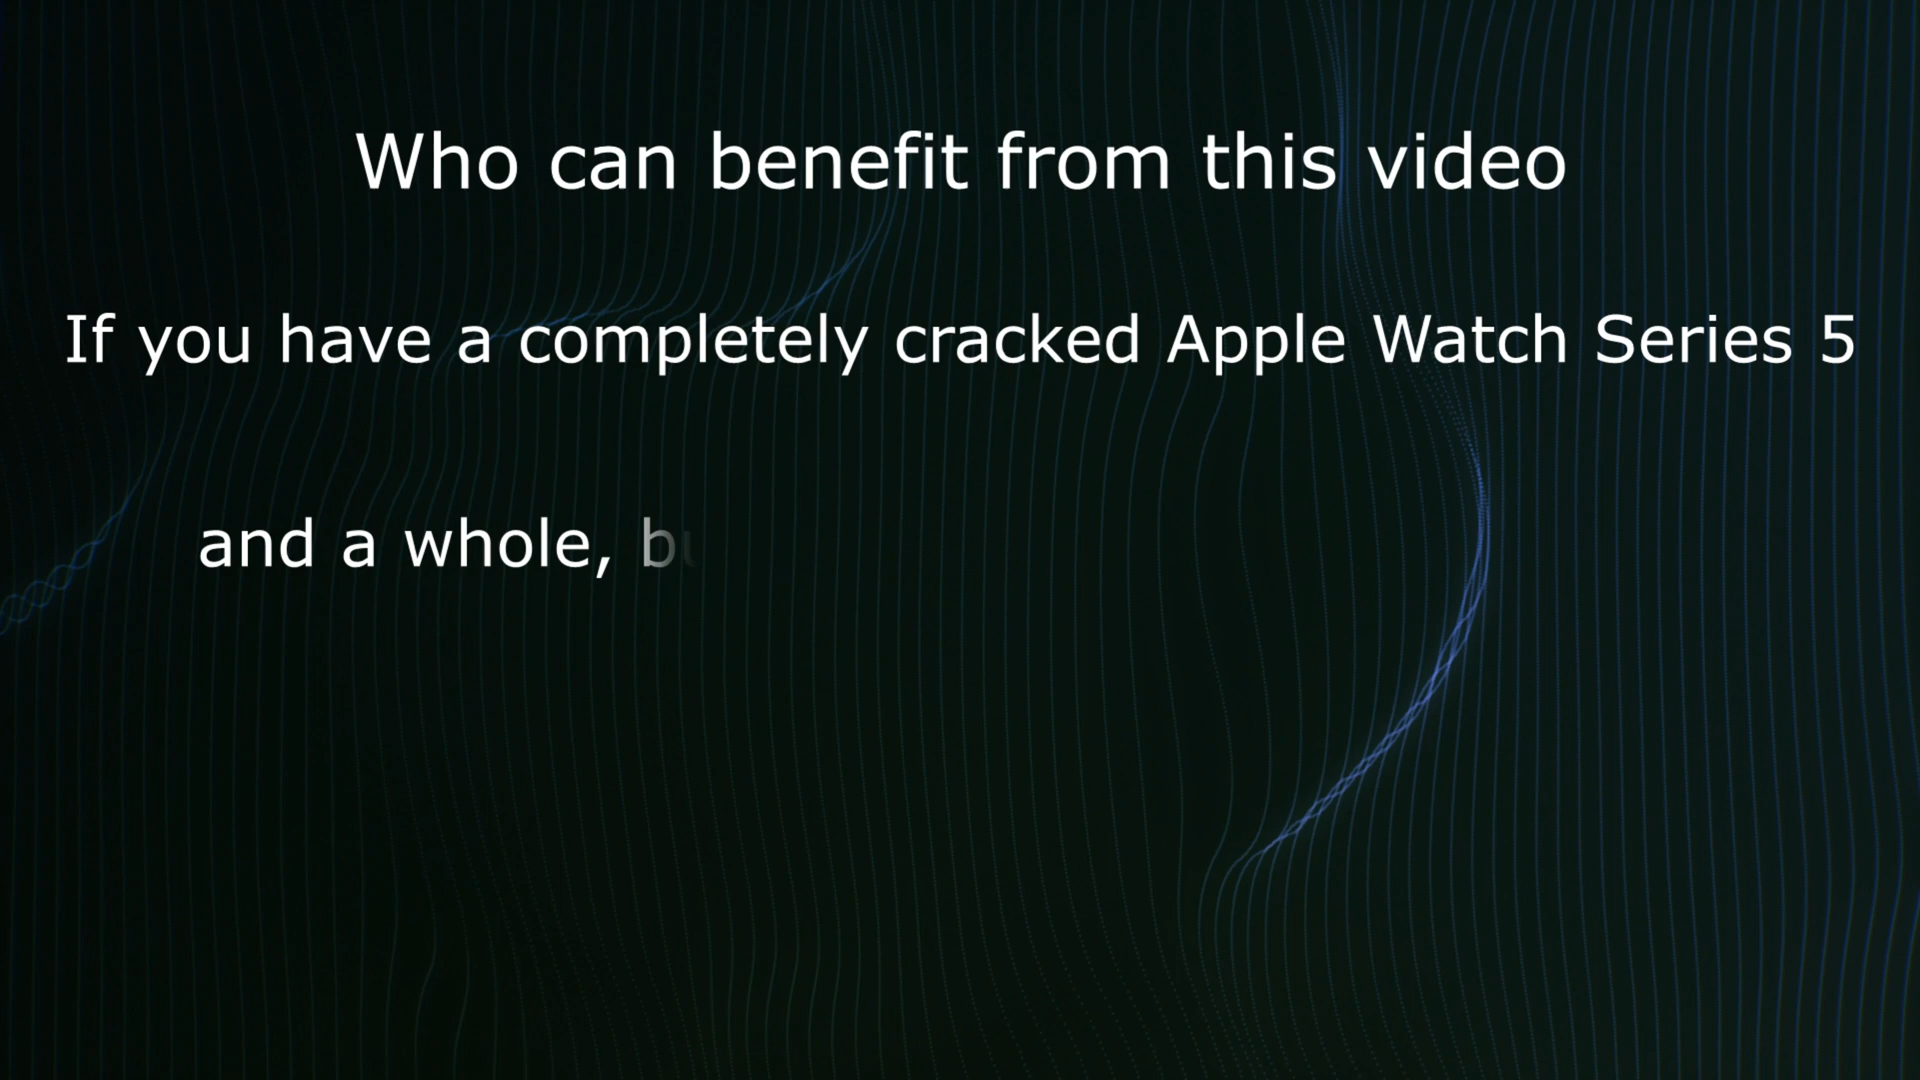 Who can benefit from this video
If you have a completely cracked Apple Watch Series 5
and a whole,